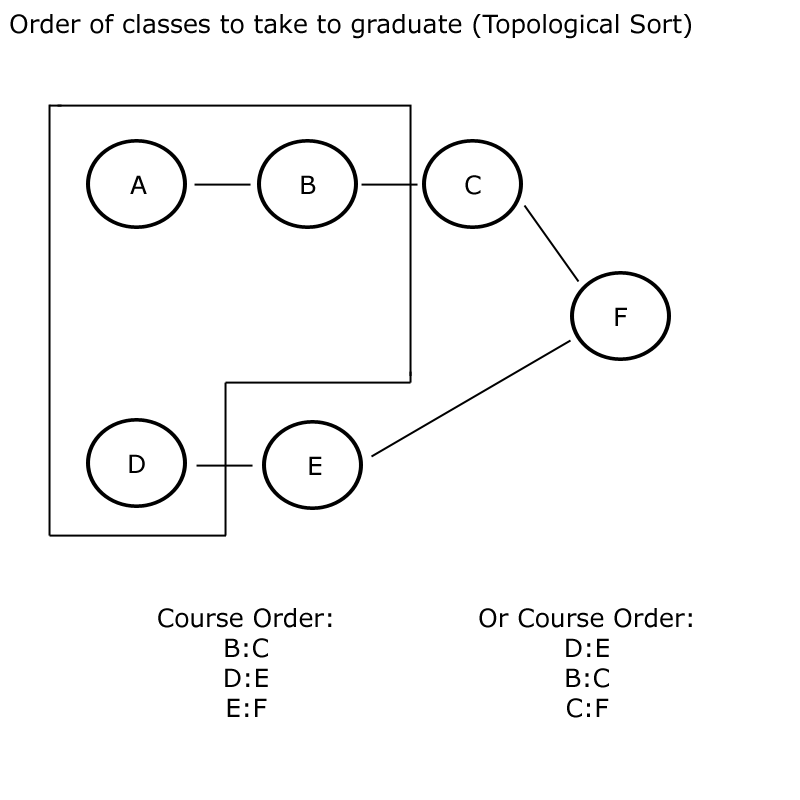 Order of classes to take to graduate (Topological Sort)
A
B
C
F
D
E
Course Order:
B:C
D:E
E:F
Or Course Order:
D:E
B:C
C:F